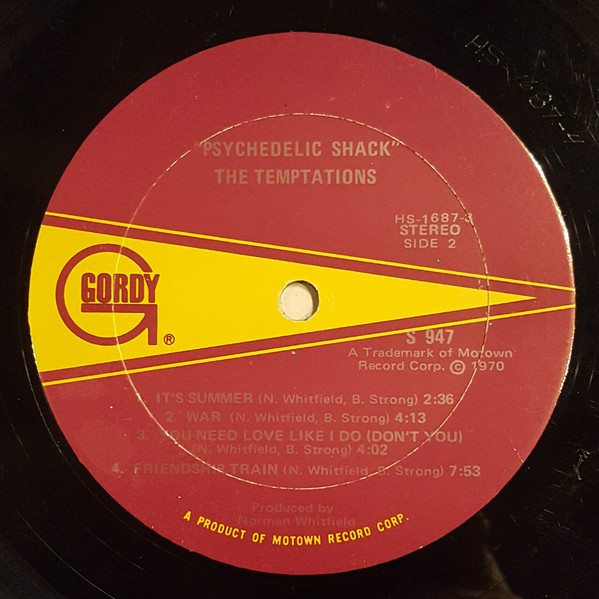 "PSYCHEDELIC SHACK"
THE TEMPTATIONS
HS-1687-3
STEREO
SIDE 2
GORDY
G
®
S 947
A Trademark of Motown
Record Corp. © 1970
1. IT'S SUMMER (N. Whitfield, B. Strong) 2:36
2. WAR (N. Whitfield, B. Strong) 4:13
3. YOU NEED LOVE LIKE I DO (DON'T YOU)
(N. Whitfield, B. Strong) 4:02
4. FRIENDSHIP TRAIN (N. Whitfield, B. Strong) 7:53
Produced by
Norman Whitfield
A PRODUCT OF MOTOWN RECORD CORP.